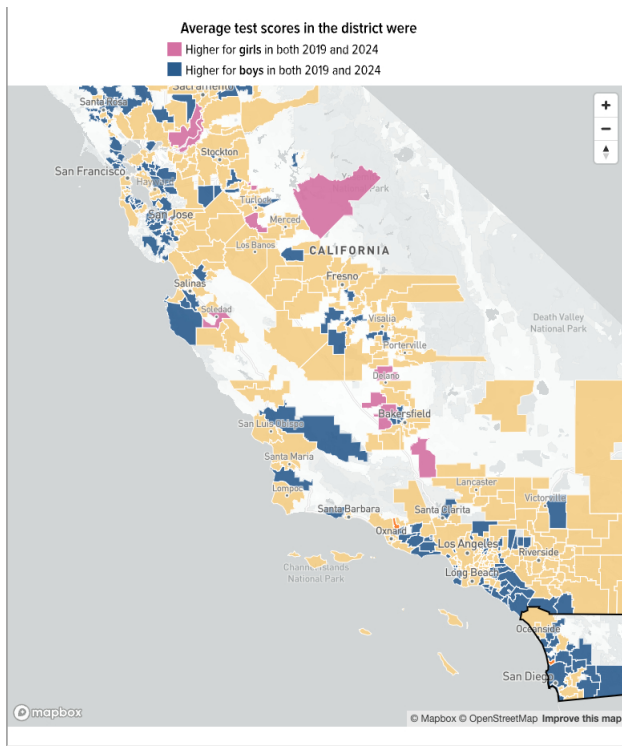 Average test scores in the district were
Higher for girls in both 2019 and 2024
Higher for boys in both 2019 and 2024
Sacramento
Santa Rosa
+
−
Stockton
San Francisco
Hayward
National Park
Turlock
San Jose
Merced
Los Banos
CALIFORNIA
Fresno
Salinas
Soledad
Visalia
Death Valley
National Park
Porterville
Delano
Bakersfield
San Luis Obispo
Santa Maria
Lancaster
Lompoc
Victorville
Santa Barbara
Santa Clarita
Oxnard
Los Angeles
Riverside
Channel Islands
National Park
Long Beach
Oceanside
San Diego
mapbox
© Mapbox © OpenStreetMap Improve this map